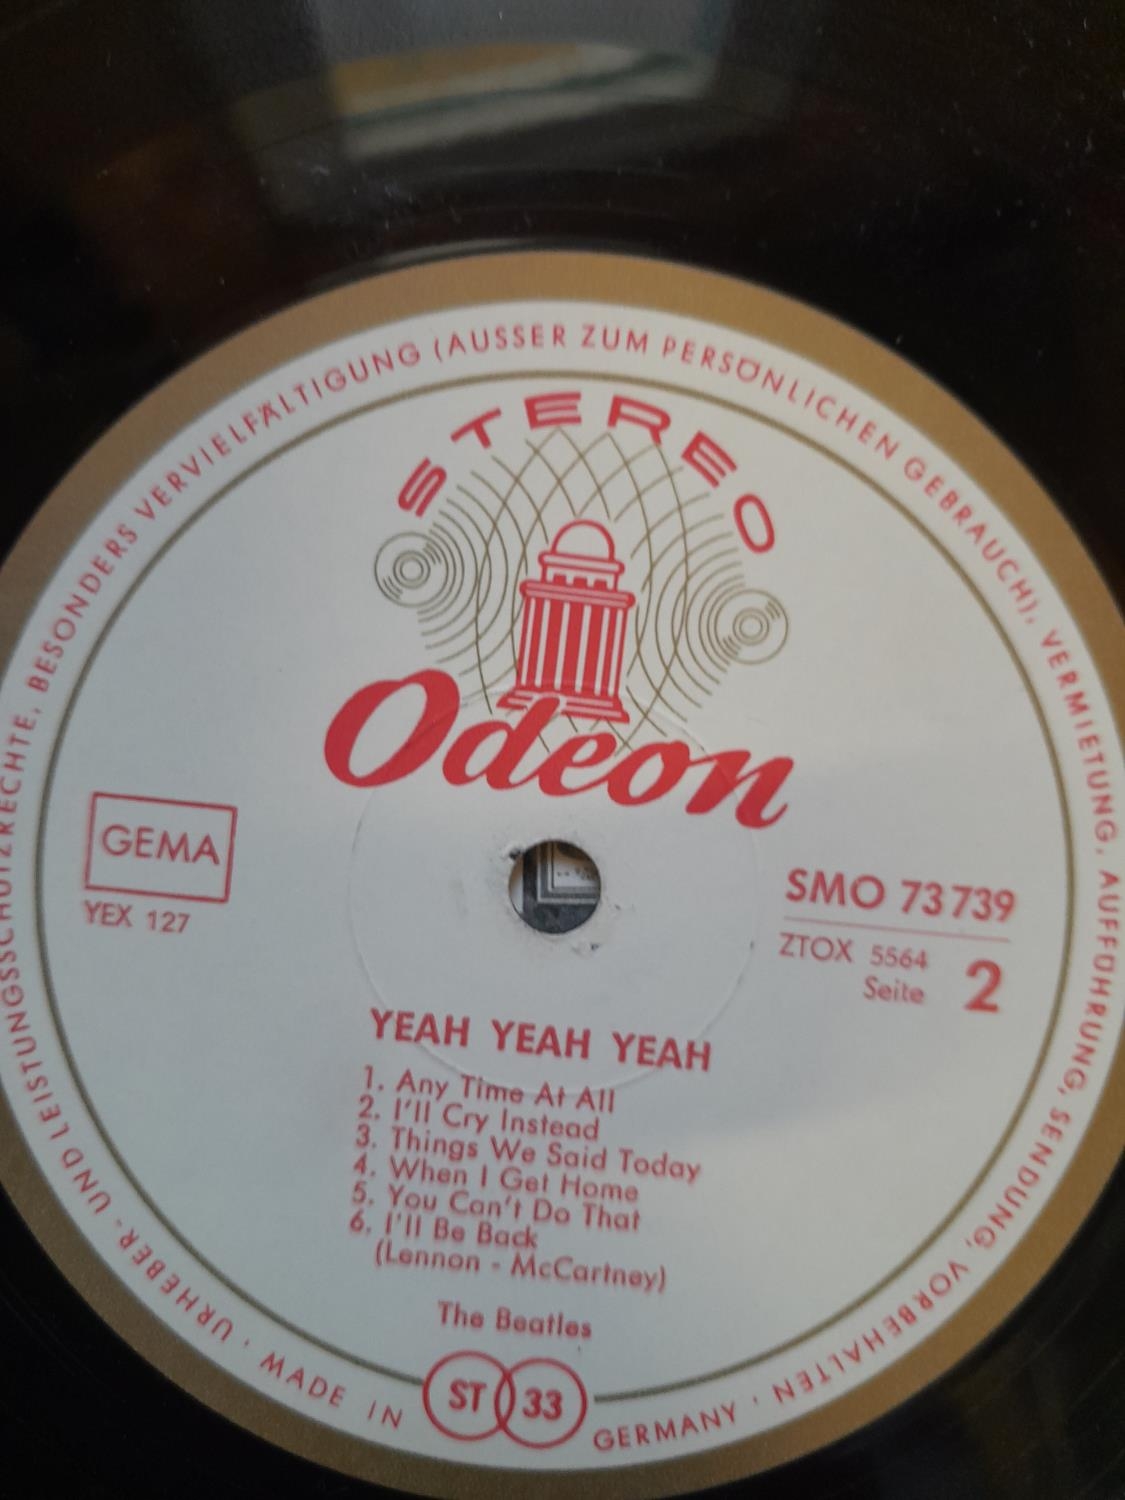 URHEBER- UND LEISTUNGSSCHUTZRECHTE, BESONDERS VERVIELFÄLTIGUNG (AUSSER ZUM PERSÖNLICHEN GEBRAUCH), VERMIETUNG, AUFFÜHRUNG, SENDUNG, VORBEHALTEN · MADE IN GERMANY ·
STEREO
Odeon
GEMA
YEX 127
SMO 73739
ZTOX 5564
Seite 2
YEAH YEAH YEAH
1. Any Time At All
2. I'll Cry Instead
3. Things We Said Today
4. When I Get Home
5. You Can't Do That
6. I'll Be Back
(Lennon - McCartney)
The Beatles
ST 33